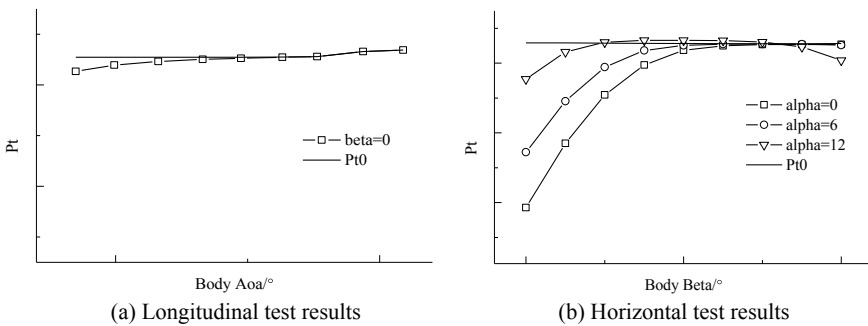 Pt
beta=0
Pt0
Body Aoa/°
(a) Longitudinal test results
Pt
alpha=0
alpha=6
alpha=12
Pt0
Body Beta/°
(b) Horizontal test results